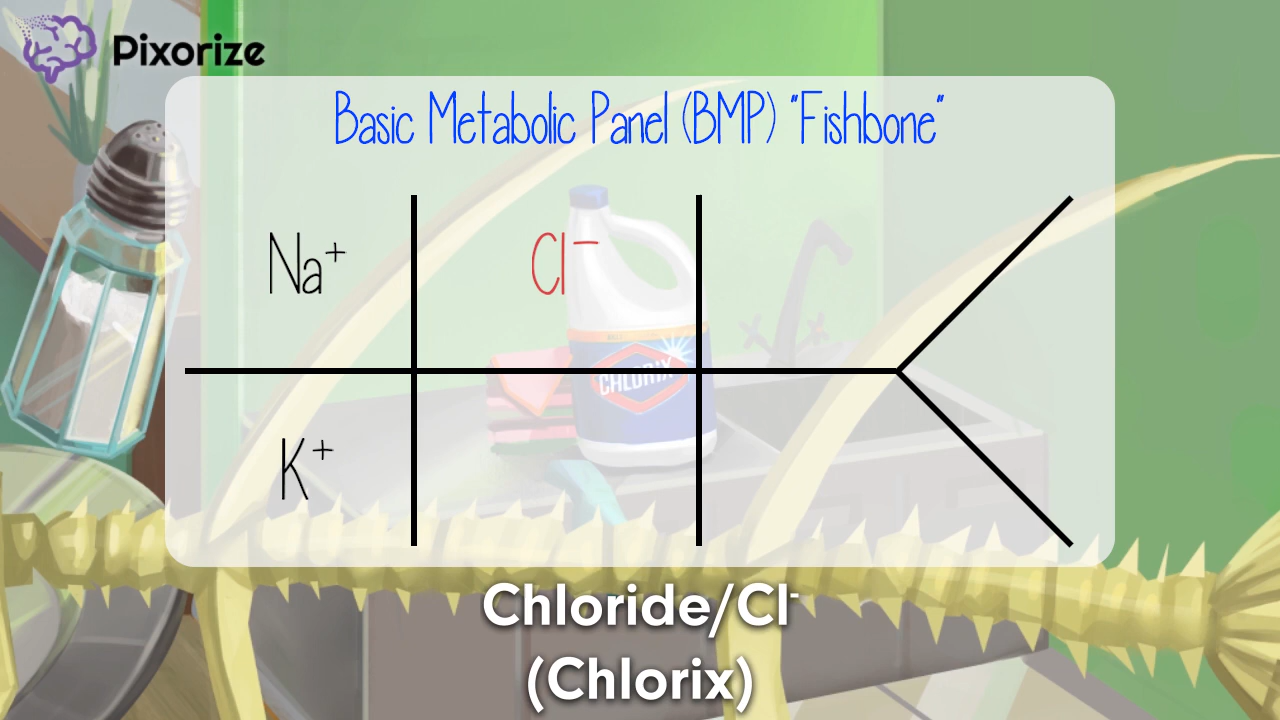 Pixorize
Basic Metabolic Panel (BMP) "Fishbone"
Na⁺
Cl⁻
CHLORIX
K⁺
Chloride/Cl⁻
(Chlorix)